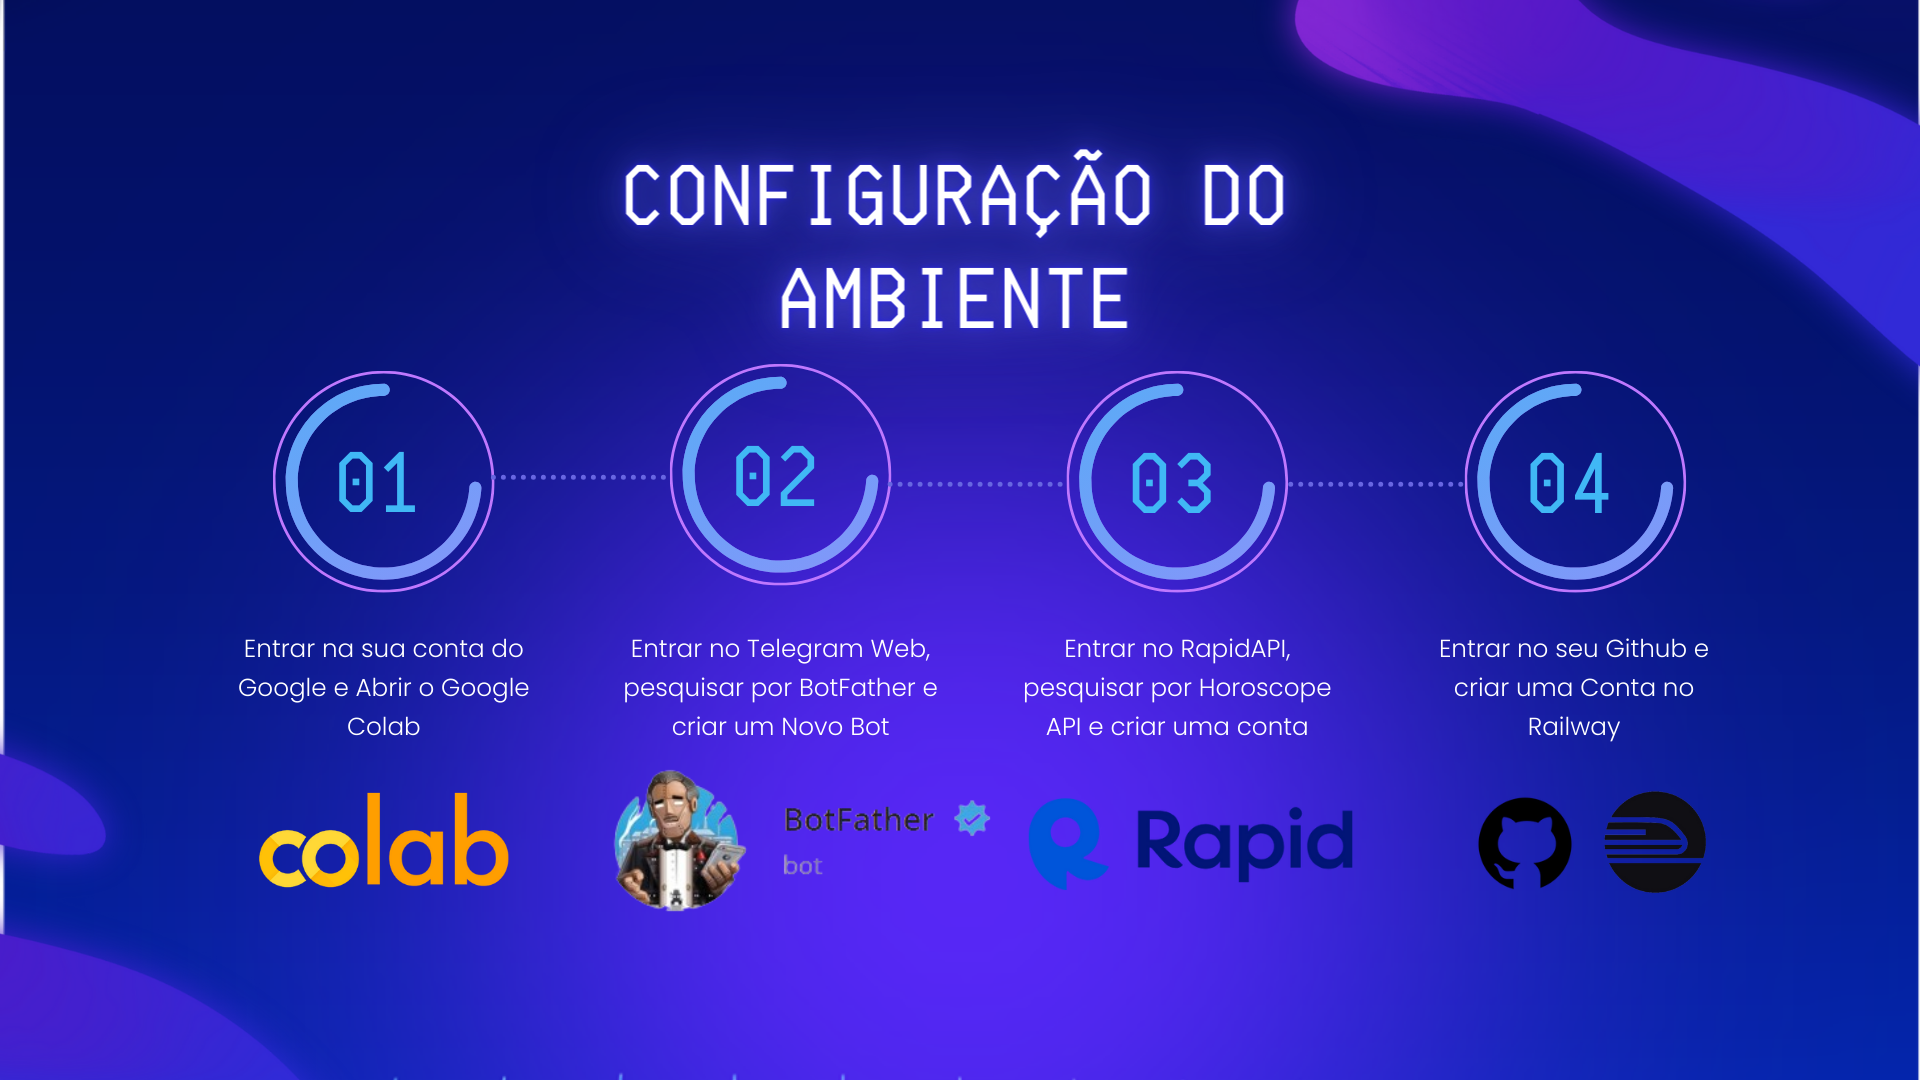 CONFIGURAÇÃO DO
AMBIENTE
01
02
03
04
Entrar na sua conta do
Google e Abrir o Google
Colab
Entrar no Telegram Web,
pesquisar por BotFather e
criar um Novo Bot
Entrar no RapidAPI,
pesquisar por Horoscope
API e criar uma conta
Entrar no seu Github e
criar uma Conta no
Railway
colab
BotFather
bot
Rapid